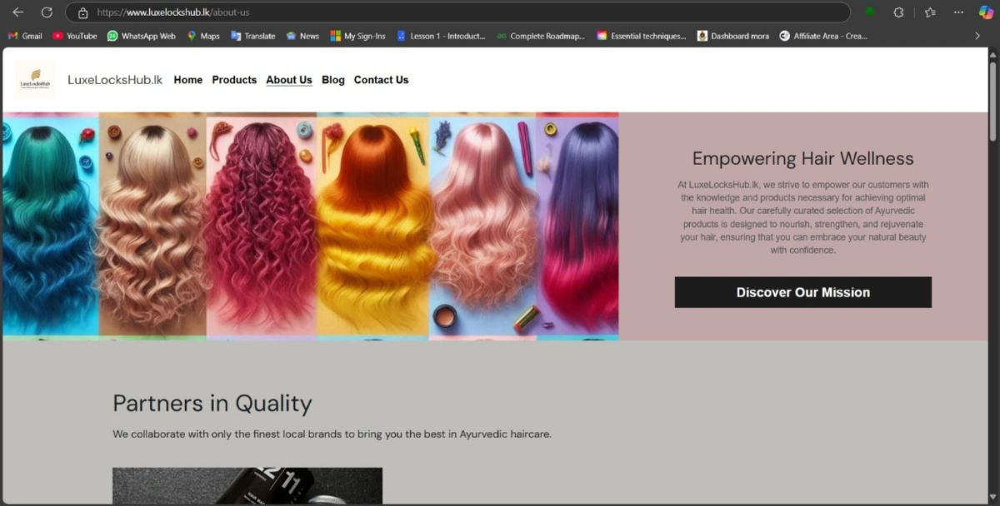 https://www.luxelockshub.lk/about-us
Gmail YouTube WhatsApp Web Maps Translate News My Sign-Ins Lesson 1 - Introduct... Complete Roadmap... Essential techniques... Dashboard mora Affiliate Area - Crea...
LuxeLocksHub
LuxeLocksHub.lk Home Products About Us Blog Contact Us
Empowering Hair Wellness
At LuxeLocksHub.lk, we strive to empower our customers with
the knowledge and products necessary for achieving optimal
hair health. Our carefully curated selection of Ayurvedic
products is designed to nourish, strengthen, and rejuvenate
your hair, ensuring that you can embrace your natural beauty
with confidence.
Discover Our Mission
Partners in Quality
We collaborate with only the finest local brands to bring you the best in Ayurvedic haircare.
11